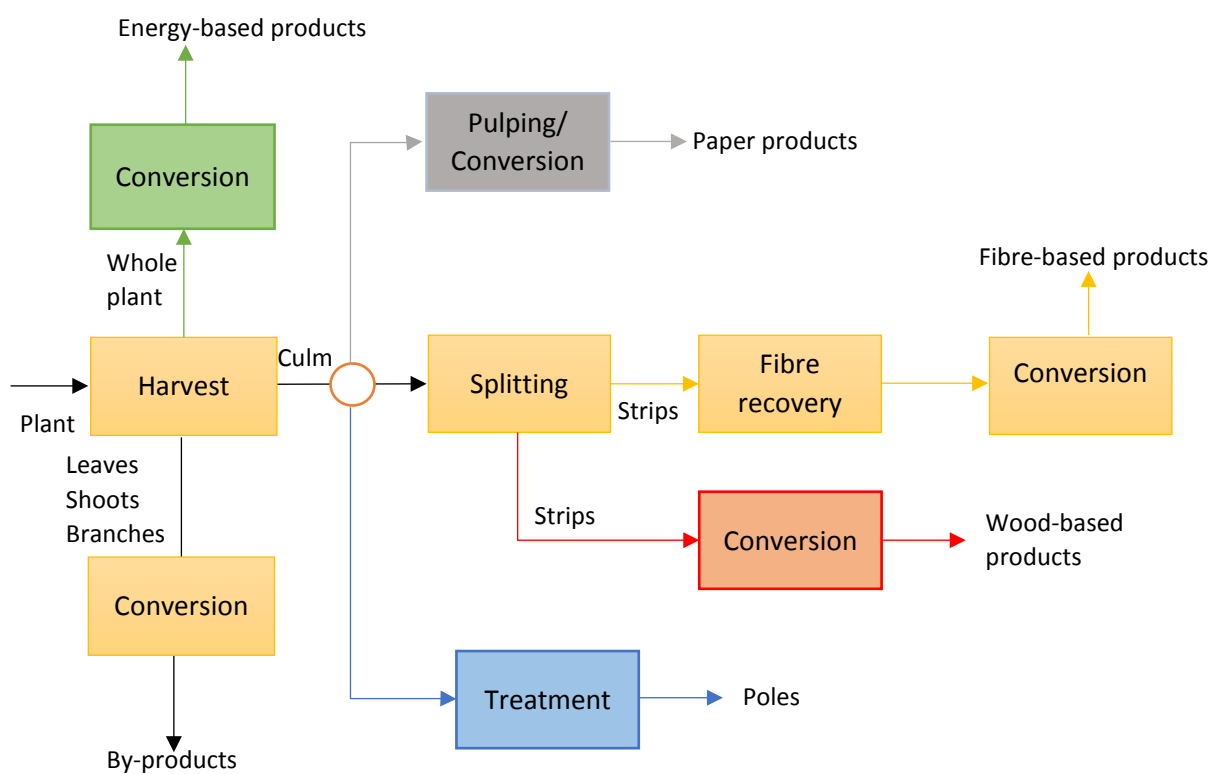 Energy-based products
Pulping/
Conversion
Paper products
Conversion
Whole
plant
Fibre-based products
Culm
Harvest
Splitting
Fibre
recovery
Conversion
Plant
Strips
Leaves
Shoots
Branches
Strips
Conversion
Wood-based
products
Conversion
Treatment
Poles
By-products